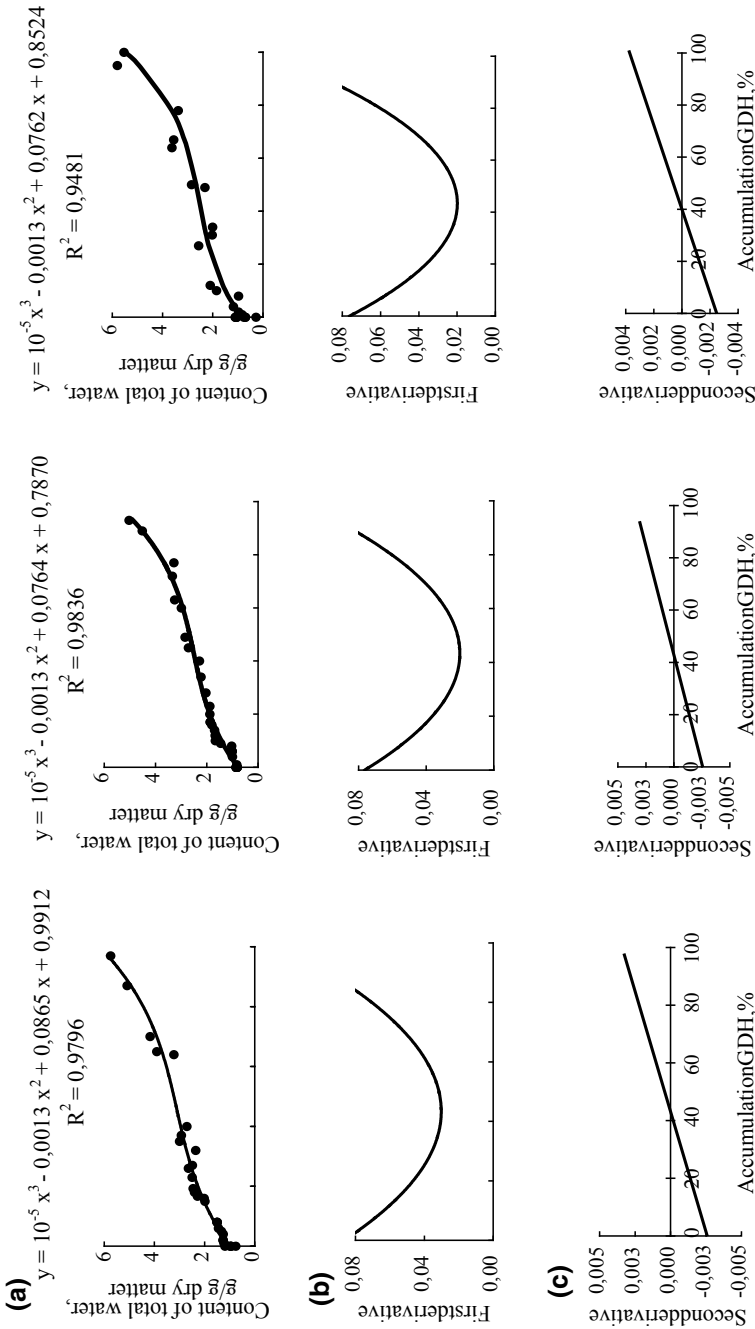 (a)
y = 10⁻⁵ x³ - 0,0013 x² + 0,0865 x + 0,9912
R² = 0,9796
Content of total water,
g/g dry matter
6
4
2
0
y = 10⁻⁵ x³ - 0,0013 x² + 0,0764 x + 0,7870
R² = 0,9836
Content of total water,
g/g dry matter
6
4
2
0
y = 10⁻⁵ x³ - 0,0013 x² + 0,0762 x + 0,8524
R² = 0,9481
Content of total water,
g/g dry matter
6
4
2
0
(b)
Firstderivative
0,08
0,04
0,00
Firstderivative
0,08
0,04
0,00
Firstderivative
0,08
0,06
0,04
0,02
0,00
(c)
Secondderivative
0,005
0,003
0,000
-0,003
-0,005
0 20 40 60 80 100
AccumulationGDH,%
Secondderivative
0,005
0,003
0,000
-0,003
-0,005
0 20 40 60 80 100
AccumulationGDH,%
Secondderivative
0,004
0,002
0,000
-0,002
-0,004
0 20 40 60 80 100
AccumulationGDH,%